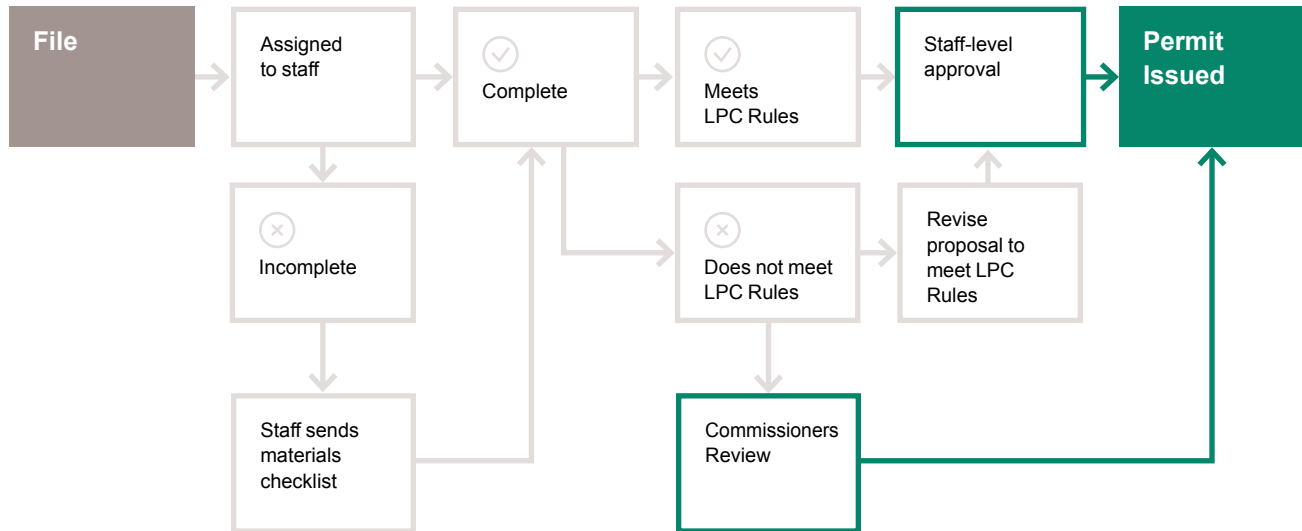 File
Assigned
to staff
Complete
Meets
LPC Rules
Staff-level
approval
Permit
Issued
Incomplete
Does not meet
LPC Rules
Revise
proposal to
meet LPC
Rules
Staff sends
materials
checklist
Commissioners
Review